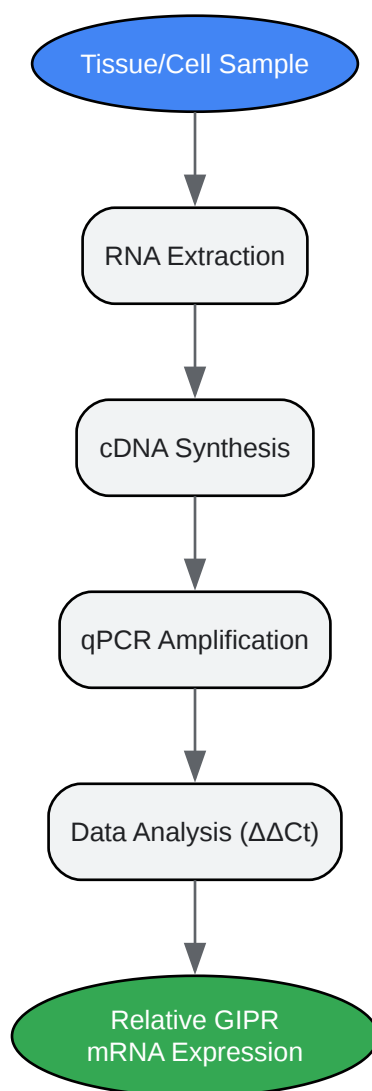 Tissue/Cell Sample
RNA Extraction
cDNA Synthesis
qPCR Amplification
Data Analysis (ΔΔCt)
Relative GIPR
mRNA Expression